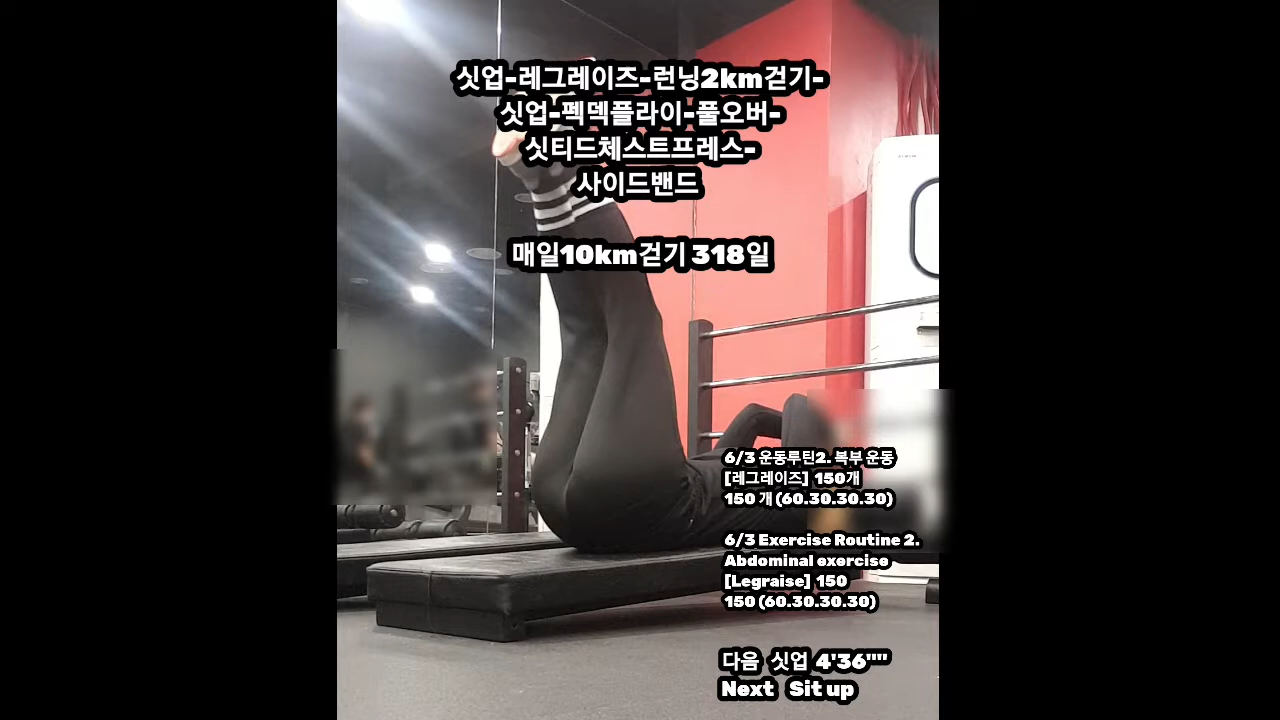 싯업-레그레이즈-런닝2km걷기-
싯업-펙덱플라이-풀오버-
싯티드체스트프레스-
사이드밴드
매일10km걷기 318일
6/3 운동루틴2. 복부 운동
[레그레이즈] 150개
150 개 (60.30.30.30)
6/3 Exercise Routine 2.
Abdominal exercise
[Legraise] 150
150 (60.30.30.30)
다음 싯업 4'36""
Next Sit up